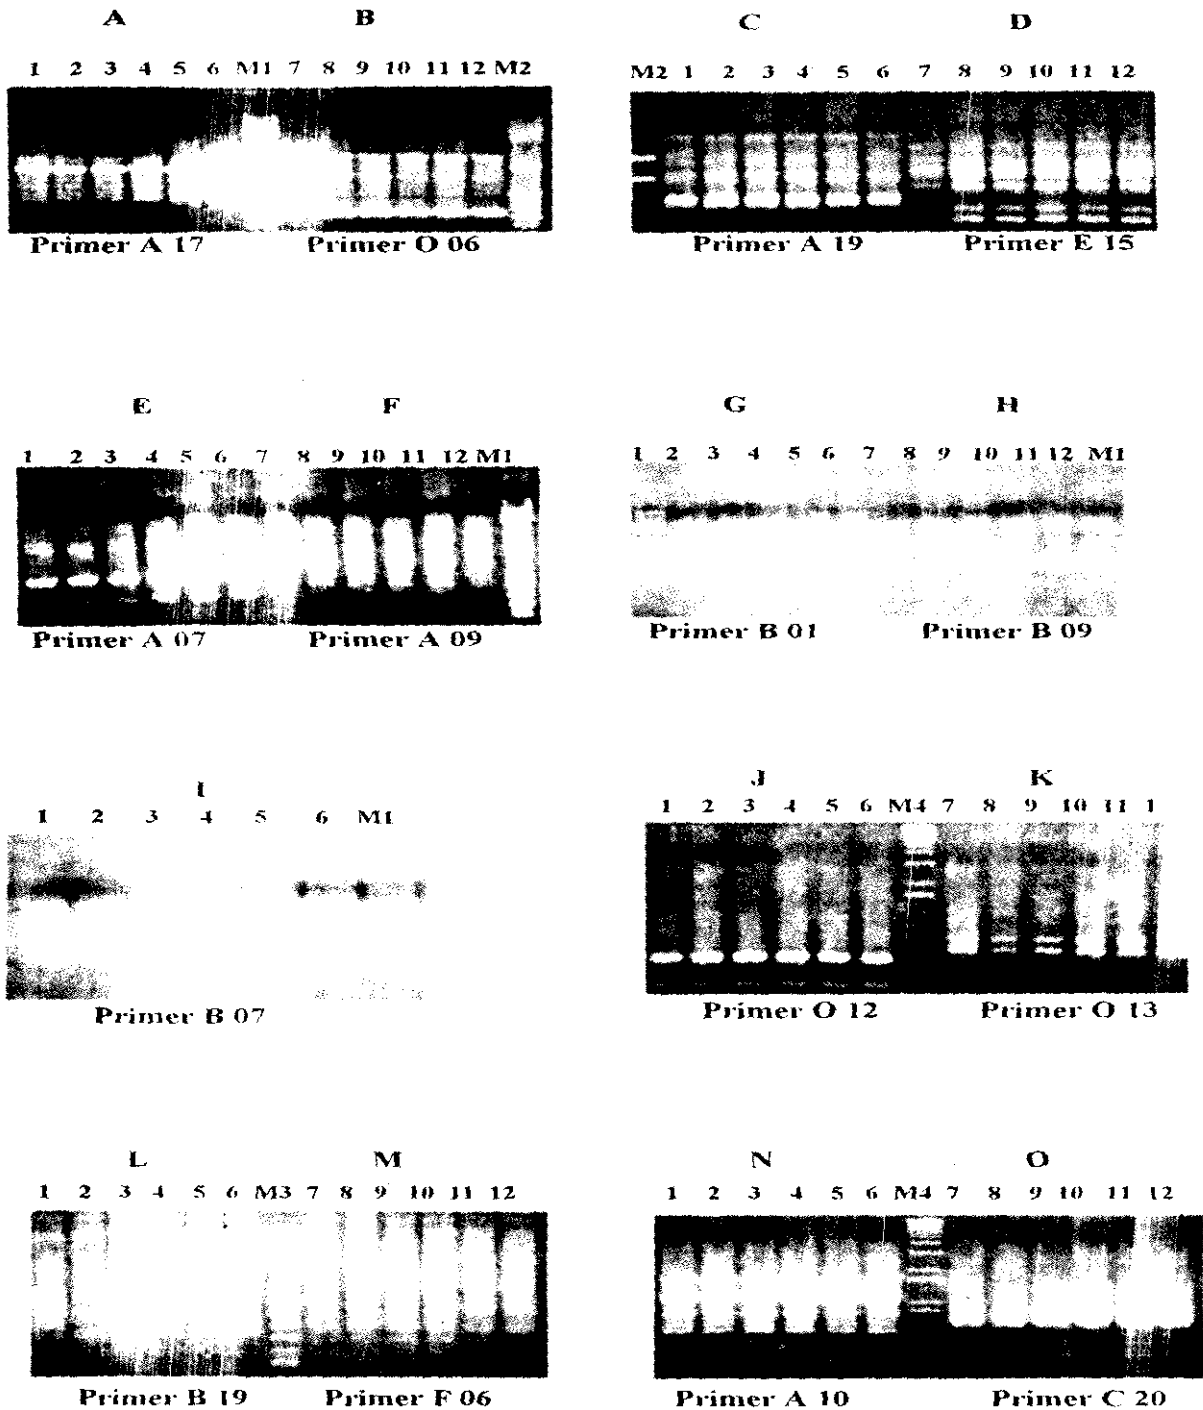 A B
1 2 3 4 5 6 M1 7 8 9 10 11 12 M2
Primer A 17 Primer O 06
C D
M2 1 2 3 4 5 6 7 8 9 10 11 12
Primer A 19 Primer E 15
E F
1 2 3 4 5 6 7 8 9 10 11 12 M1
Primer A 07 Primer A 09
G H
1 2 3 4 5 6 7 8 9 10 11 12 M1
Primer B 01 Primer B 09
I
1 2 3 4 5 6 M1
Primer B 07
J K
1 2 3 4 5 6 M4 7 8 9 10 11 1
Primer O 12 Primer O 13
L M
1 2 3 4 5 6 M3 7 8 9 10 11 12
Primer B 19 Primer F 06
N O
1 2 3 4 5 6 M4 7 8 9 10 11 12
Primer A 10 Primer C 20